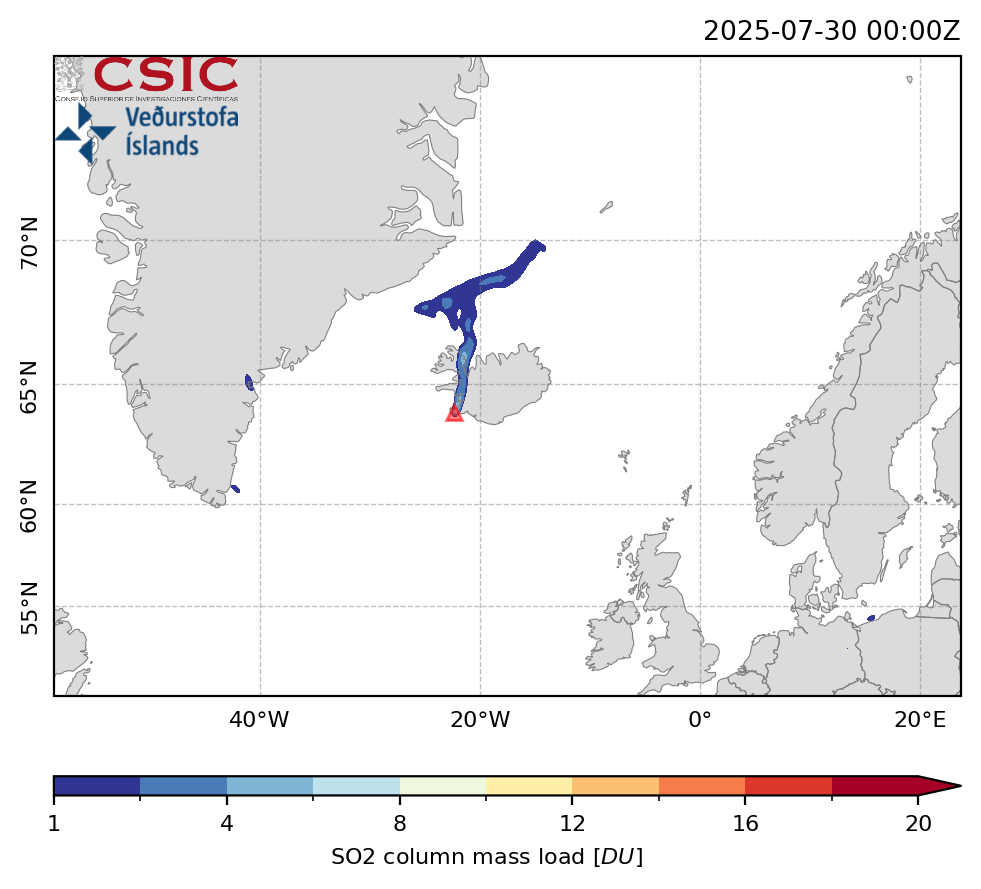 2025-07-30 00:00Z
CSIC
CONSEJO SUPERIOR DE INVESTIGACIONES CIENTÍFICAS
Veðurstofa
Íslands
70°N
65°N
60°N
55°N
40°W 20°W 0° 20°E
1 4 8 12 16 20
SO2 column mass load [DU]